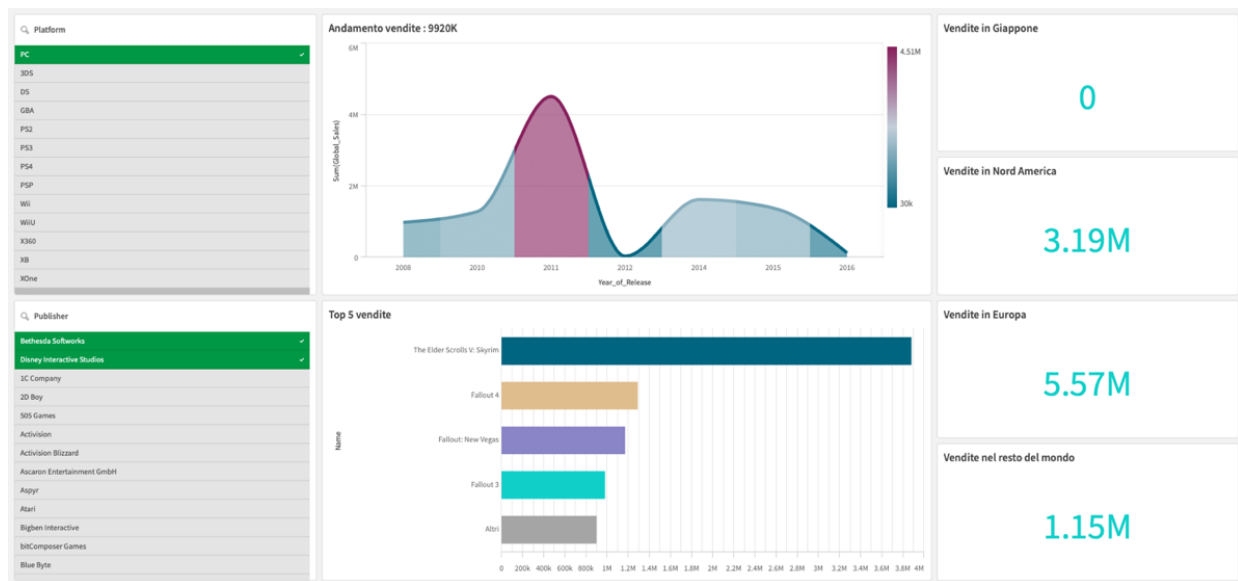 Platform
PC
3DS
DS
GBA
PS2
PS3
PS4
PSP
Wii
WiiU
X360
XB
XOne
Publisher
Bethesda Softworks
Disney Interactive Studios
1C Company
2D Boy
505 Games
Activision
Activision Blizzard
Ascaron Entertainment GmbH
Aspyr
Atari
Bigben Interactive
bitComposer Games
Blue Byte
Andamento vendite : 9920K
Sum(Global_Sales)
6M
4M
2M
0
2008 2010 2011 2012 2014 2015 2016
Year_of_Release
4.51M
30k
Top 5 vendite
Name
The Elder Scrolls V: Skyrim
Fallout 4
Fallout: New Vegas
Fallout 3
Altri
0 200k 400k 600k 800k 1M 1.2M 1.4M 1.6M 1.8M 2M 2.2M 2.4M 2.6M 2.8M 3M 3.2M 3.4M 3.6M 3.8M 4M
Vendite in Giappone
0
Vendite in Nord America
3.19M
Vendite in Europa
5.57M
Vendite nel resto del mondo
1.15M